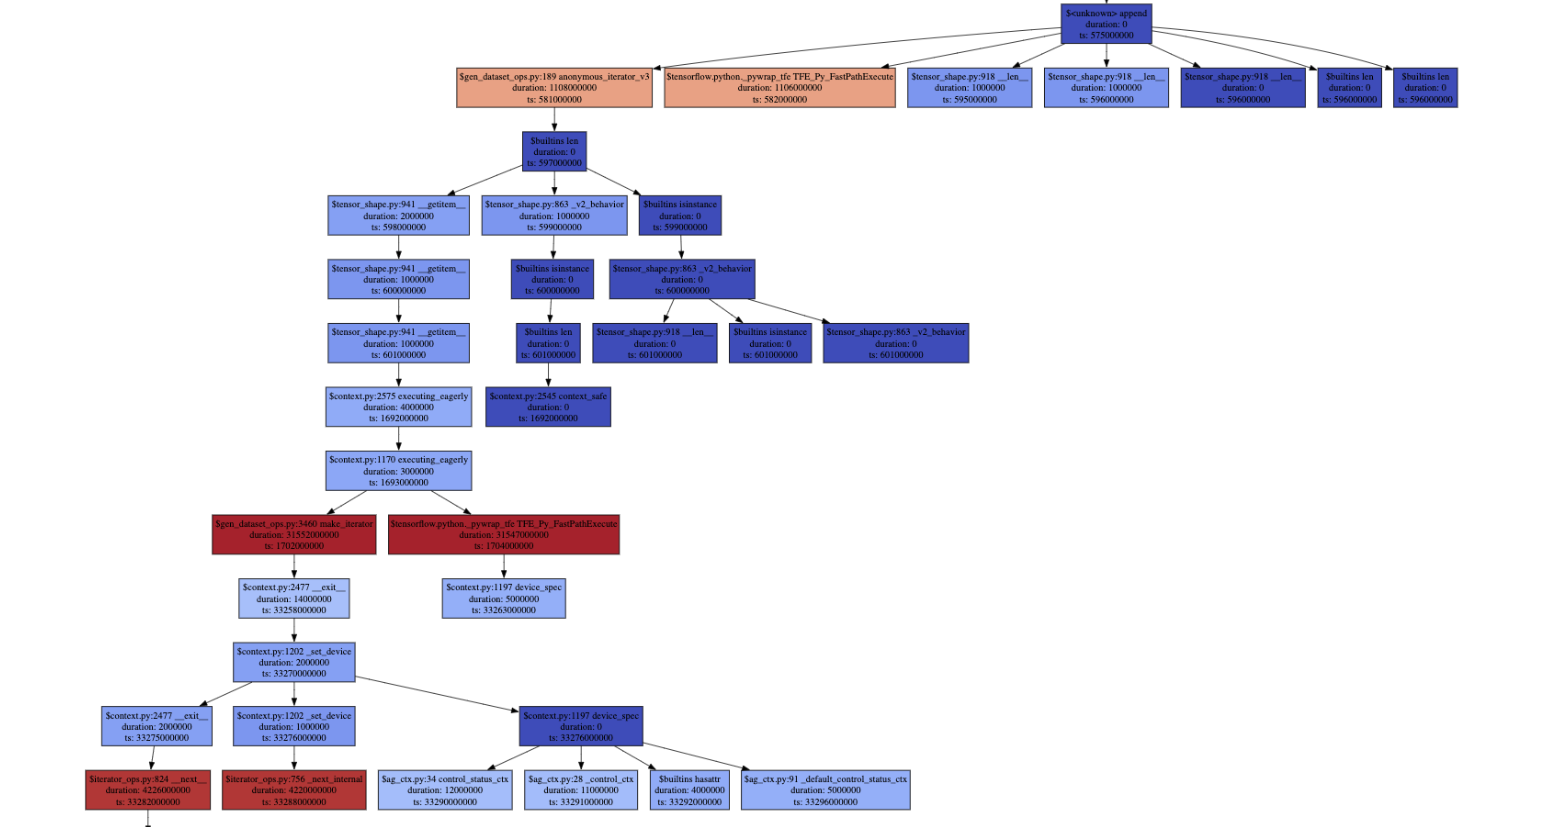 $<unknown> append
duration: 0
ts: 575000000
$gen_dataset_ops.py:189 anonymous_iterator_v3
duration: 1108000000
ts: 581000000
$tensorflow.python._pywrap_tfe TFE_Py_FastPathExecute
duration: 1106000000
ts: 582000000
$tensor_shape.py:918 __len__
duration: 1000000
ts: 595000000
$tensor_shape.py:918 __len__
duration: 1000000
ts: 596000000
$tensor_shape.py:918 __len__
duration: 0
ts: 596000000
$builtins len
duration: 0
ts: 596000000
$builtins len
duration: 0
ts: 596000000
$builtins len
duration: 0
ts: 597000000
$tensor_shape.py:941 __getitem__
duration: 2000000
ts: 598000000
$tensor_shape.py:863 _v2_behavior
duration: 1000000
ts: 599000000
$builtins isinstance
duration: 0
ts: 599000000
$tensor_shape.py:941 __getitem__
duration: 1000000
ts: 600000000
$builtins isinstance
duration: 0
ts: 600000000
$tensor_shape.py:863 _v2_behavior
duration: 0
ts: 600000000
$tensor_shape.py:941 __getitem__
duration: 1000000
ts: 601000000
$builtins len
duration: 0
ts: 601000000
$tensor_shape.py:918 __len__
duration: 0
ts: 601000000
$builtins isinstance
duration: 0
ts: 601000000
$tensor_shape.py:863 _v2_behavior
duration: 0
ts: 601000000
$context.py:2575 executing_eagerly
duration: 4000000
ts: 1692000000
$context.py:2545 context_safe
duration: 0
ts: 1692000000
$context.py:1170 executing_eagerly
duration: 3000000
ts: 1693000000
$gen_dataset_ops.py:3460 make_iterator
duration: 31552000000
ts: 1702000000
$tensorflow.python._pywrap_tfe TFE_Py_FastPathExecute
duration: 31547000000
ts: 1704000000
$context.py:2477 __exit__
duration: 14000000
ts: 33258000000
$context.py:1197 device_spec
duration: 5000000
ts: 33263000000
$context.py:1202 _set_device
duration: 2000000
ts: 33270000000
$context.py:2477 __exit__
duration: 2000000
ts: 33275000000
$context.py:1202 _set_device
duration: 1000000
ts: 33276000000
$context.py:1197 device_spec
duration: 0
ts: 33276000000
$iterator_ops.py:824 __next__
duration: 4226000000
ts: 33282000000
$iterator_ops.py:756 _next_internal
duration: 4220000000
ts: 33288000000
$ag_ctx.py:34 control_status_ctx
duration: 12000000
ts: 33290000000
$ag_ctx.py:28 _control_ctx
duration: 11000000
ts: 33291000000
$builtins hasattr
duration: 4000000
ts: 33292000000
$ag_ctx.py:91 _default_control_status_ctx
duration: 5000000
ts: 33296000000